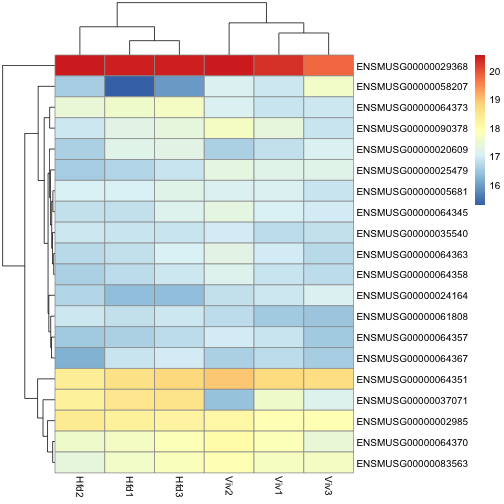 ENSMUSG00000029368
ENSMUSG00000058207
ENSMUSG00000064373
ENSMUSG00000090378
ENSMUSG00000020609
ENSMUSG00000025479
ENSMUSG00000005681
ENSMUSG00000064345
ENSMUSG00000035540
ENSMUSG00000064363
ENSMUSG00000064358
ENSMUSG00000024164
ENSMUSG00000061808
ENSMUSG00000064357
ENSMUSG00000064367
ENSMUSG00000064351
ENSMUSG00000037071
ENSMUSG00000002985
ENSMUSG00000064370
ENSMUSG00000083563
20
19
18
17
16
Hfd2
Hfd1
Hfd3
Viv2
Viv1
Viv3